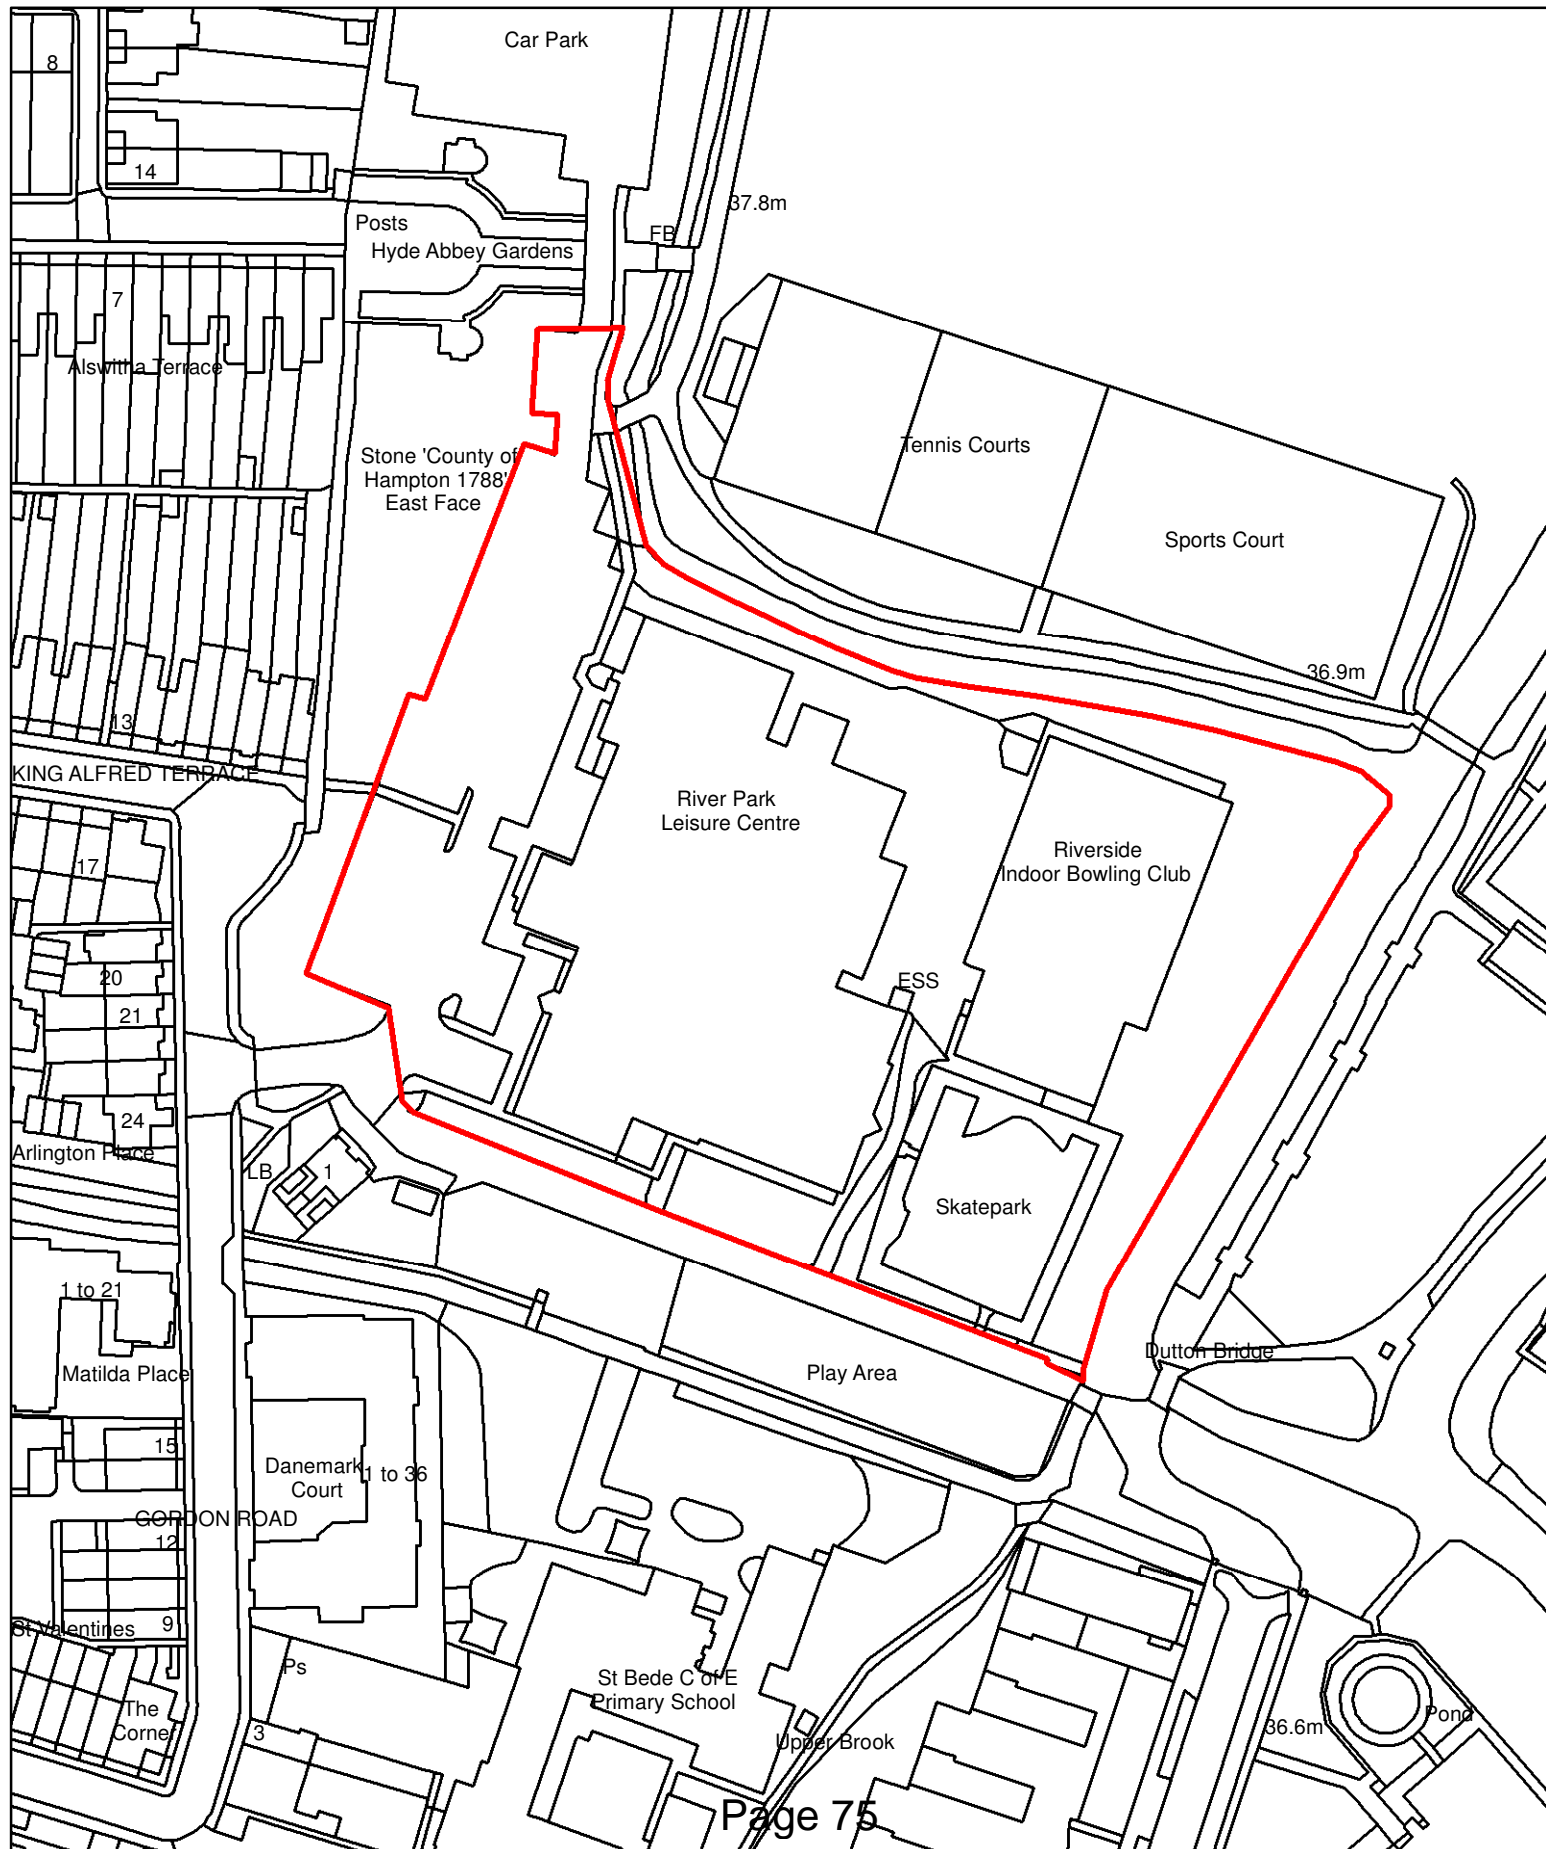 Car Park
8
14
37.8m
Posts
FB
Hyde Abbey Gardens
7
Alswitha Terrace
Tennis Courts
Stone 'County of
Hampton 1788'
East Face
Sports Court
36.9m
13
KING ALFRED TERRACE
River Park
Leisure Centre
Riverside
Indoor Bowling Club
17
20
ESS
21
24
Arlington Place
LB
1
Skatepark
1 to 21
Dutton Bridge
Matilda Place
Play Area
15
Danemark
Court
1 to 36
GORDON ROAD
12
9
St Valentines
Ps
St Bede C of E
Primary School
The
Corner
3
Upper Brook
36.6m
Pond
Page 75